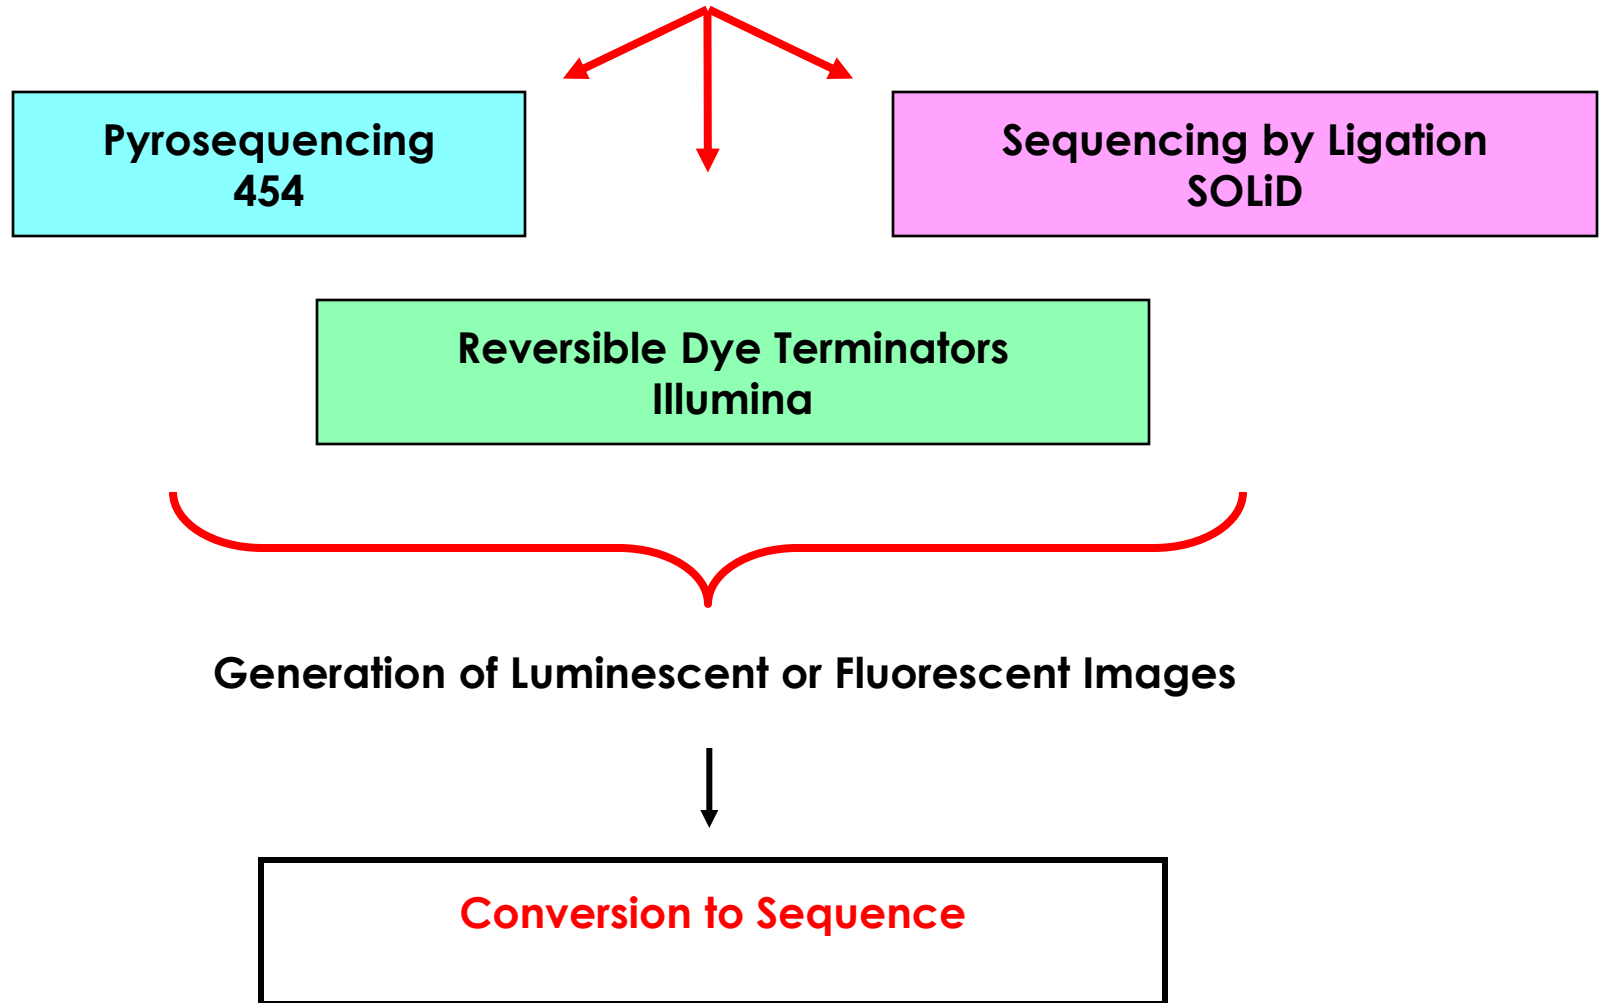 Pyrosequencing
454
Sequencing by Ligation
SOLiD
Reversible Dye Terminators
Illumina
Generation of Luminescent or Fluorescent Images
Conversion to Sequence